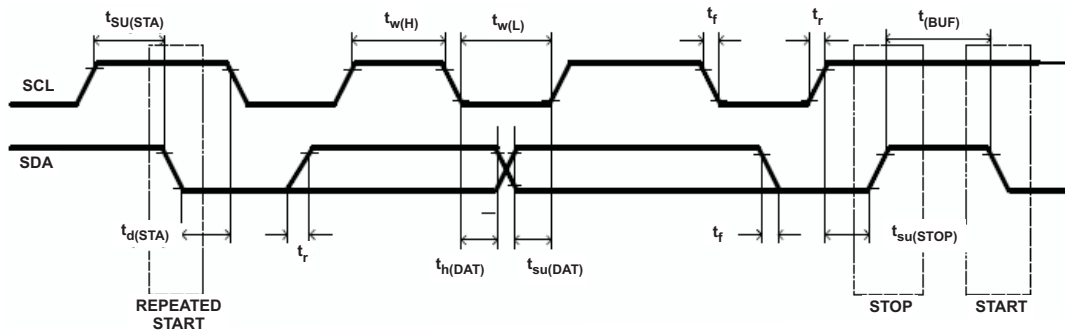 tSU(STA)
tw(H)
tw(L)
tf
tr
t(BUF)
SCL
SDA
td(STA)
tr
th(DAT)
tsu(DAT)
tf
tsu(STOP)
REPEATED
START
STOP
START